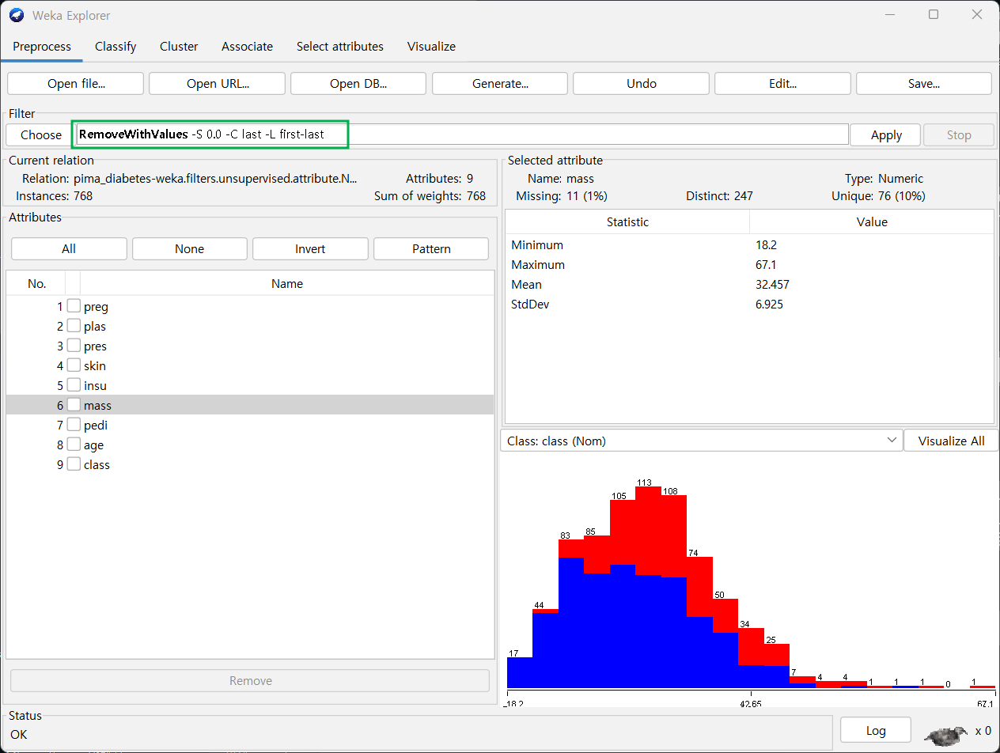 Weka Explorer
Preprocess Classify Cluster Associate Select attributes Visualize
Open file... Open URL... Open DB... Generate... Undo Edit... Save...
Filter
Choose RemoveWithValues -S 0.0 -C last -L first-last Apply Stop
Current relation
Relation: pima_diabetes-weka.filters.unsupervised.attribute.N... Attributes: 9
Instances: 768 Sum of weights: 768
Selected attribute
Name: mass Type: Numeric
Missing: 11 (1%) Distinct: 247 Unique: 76 (10%)
Attributes
All None Invert Pattern
No. Name
1 preg
2 plas
3 pres
4 skin
5 insu
6 mass
7 pedi
8 age
9 class
Remove
Statistic Value
Minimum 18.2
Maximum 67.1
Mean 32.457
StdDev 6.925
Class: class (Nom) Visualize All
17 44 83 85 105 113 108 74 50 34 25 7 4 4 1 1 1 0 1
18.2 42.65 67.1
Status
OK
Log x 0